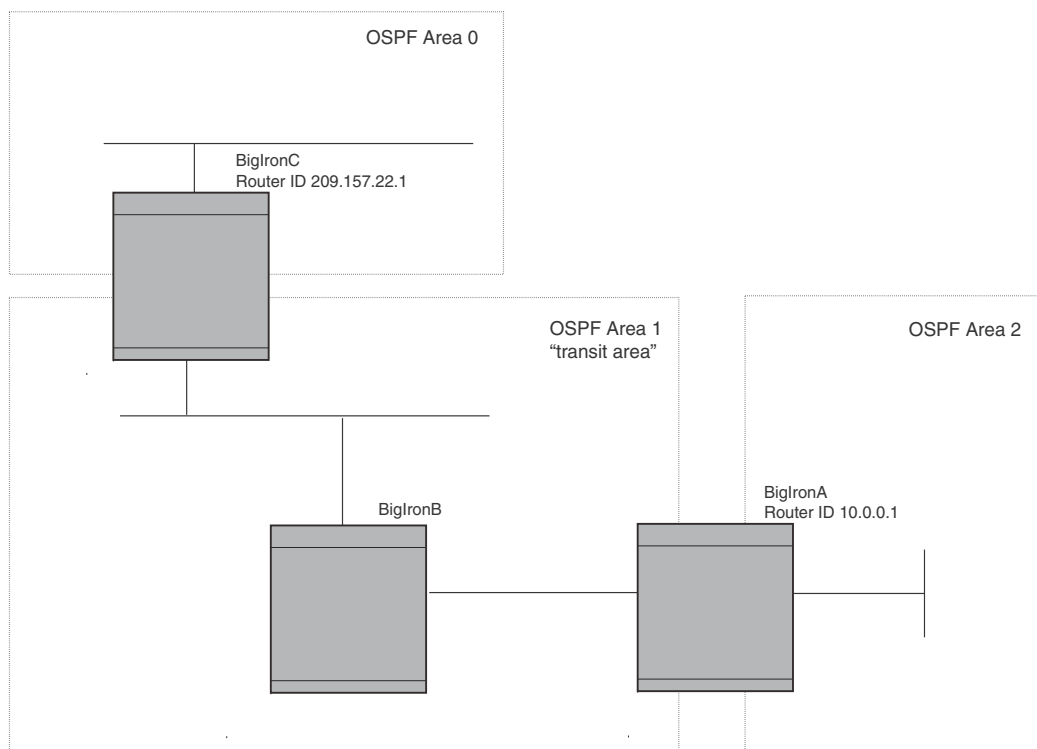 OSPF Area 0
BigIronC
Router ID 209.157.22.1
OSPF Area 1
“transit area”
OSPF Area 2
BigIronB
BigIronA
Router ID 10.0.0.1